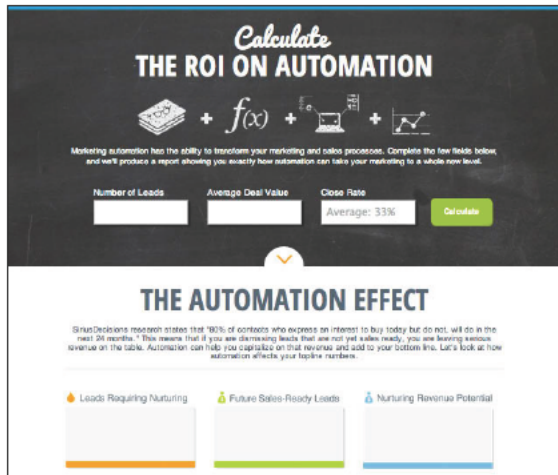 Calculate
THE ROI ON AUTOMATION
+ f(x) + +
Marketing automation has the ability to transform your marketing and sales processes. Complete the few fields below,
and we'll produce a report showing you exactly how automation can take your marketing to a whole new level.
Number of Leads Average Deal Value Close Rate
Average: 33% Calculate
THE AUTOMATION EFFECT
SiriusDecisions research states that "80% of contacts who express an interest to buy today but do not, will do in the
next 24 months." This means that if you are dismissing leads that are not yet sales ready, you are leaving serious
revenue on the table. Automation can help you capitalize on that revenue and add to your bottom line. Let's look at how
automation affects your topline numbers.
Leads Requiring Nurturing Future Sales-Ready Leads Nurturing Revenue Potential